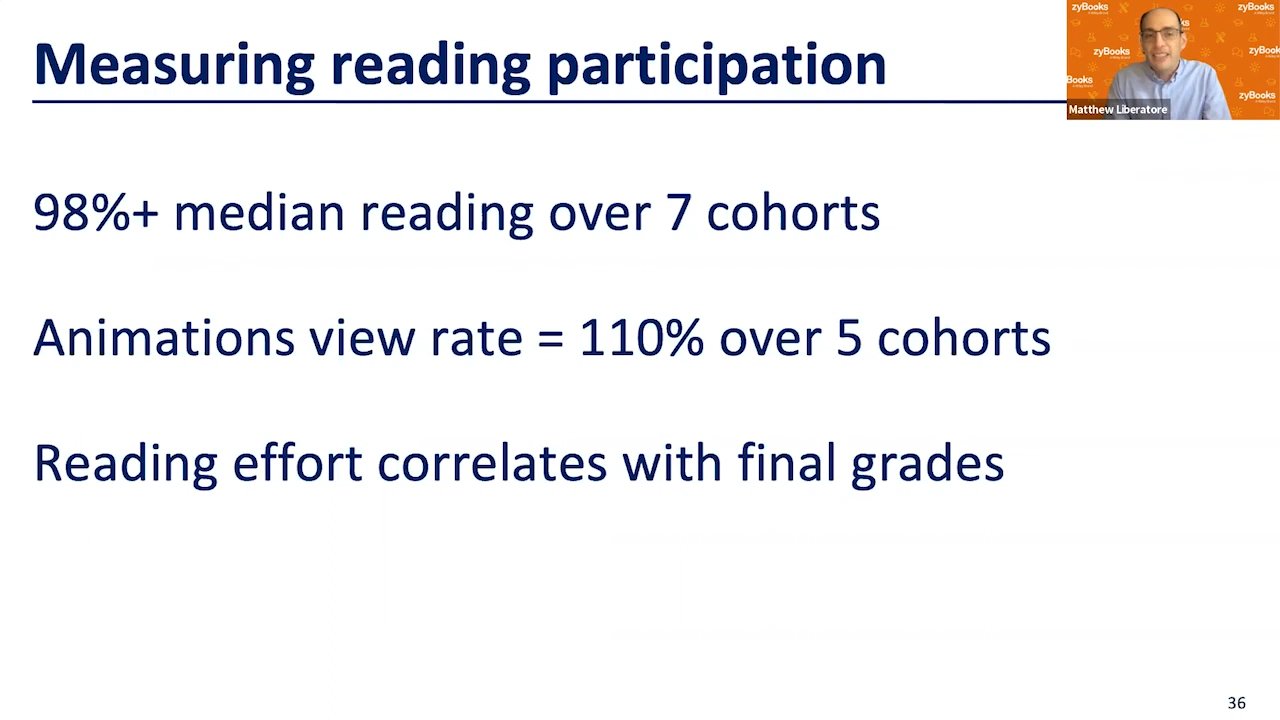 Measuring reading participation
98%+ median reading over 7 cohorts
Animations view rate = 110% over 5 cohorts
Reading effort correlates with final grades
zyBooks
zyBooks
zyBooks
zyBook
Books
zyBooks
Matthew Liberatore
36